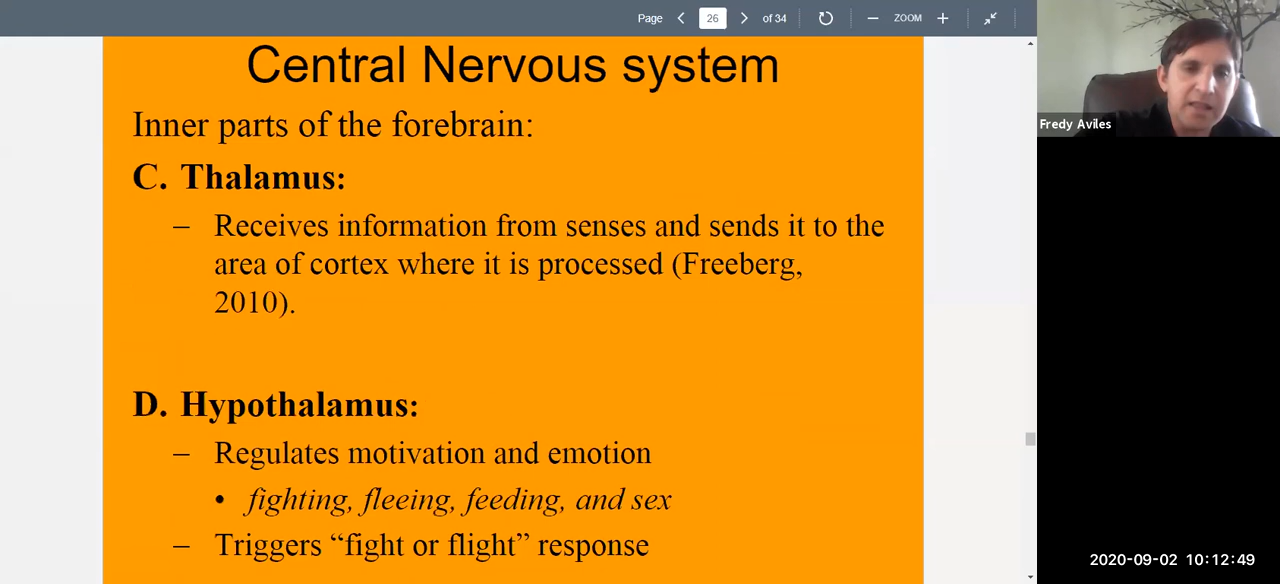 Page 26 of 34 ZOOM
Central Nervous system
Fredy Aviles
Inner parts of the forebrain:
C. Thalamus:
– Receives information from senses and sends it to the
area of cortex where it is processed (Freeberg,
2010).
D. Hypothalamus:
– Regulates motivation and emotion
• fighting, fleeing, feeding, and sex
– Triggers “fight or flight” response
2020-09-02 10:12:49